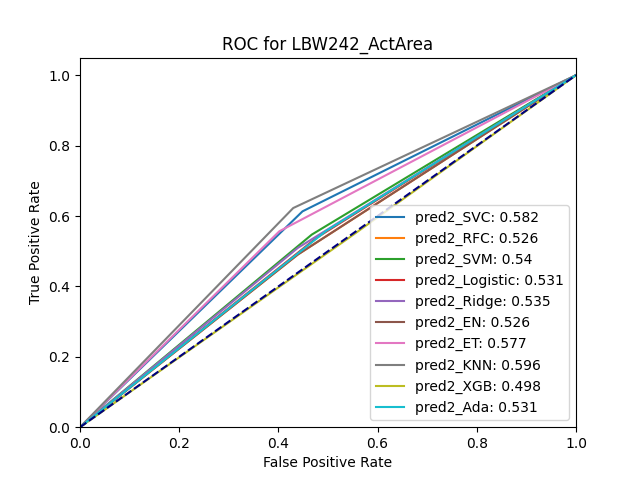 ROC for LBW242_ActArea
True Positive Rate
1.0
0.8
0.6
0.4
0.2
0.0
pred2_SVC: 0.582
pred2_RFC: 0.526
pred2_SVM: 0.54
pred2_Logistic: 0.531
pred2_Ridge: 0.535
pred2_EN: 0.526
pred2_ET: 0.577
pred2_KNN: 0.596
pred2_XGB: 0.498
pred2_Ada: 0.531
0.0 0.2 0.4 0.6 0.8 1.0
False Positive Rate